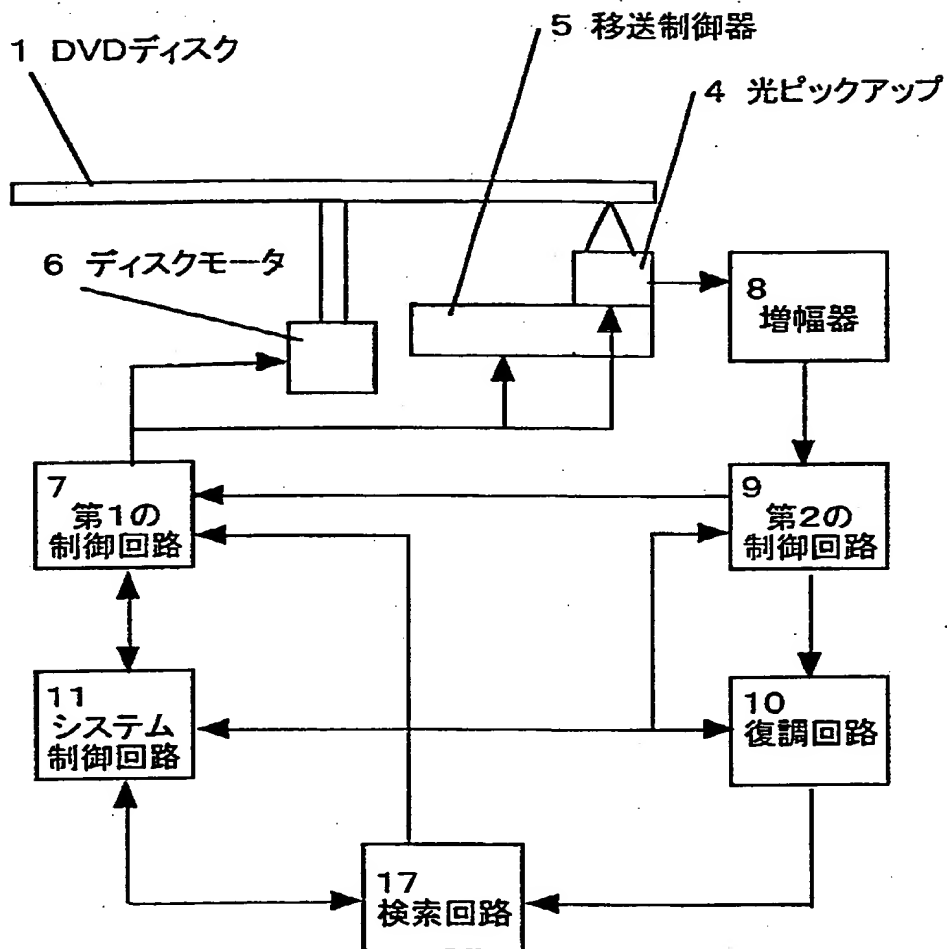 5 移送制御器
1 DVDディスク
4 光ピックアップ
6 ディスクモータ
8
増幅器
7
第1の
制御回路
9
第2の
制御回路
11
システム
制御回路
10
復調回路
17
検索回路